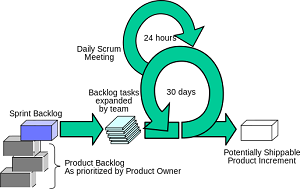 24 hours
Daily Scrum
Meeting
Backlog tasks
expanded
by team
30 days
Sprint Backlog
Product Backlog
As prioritized by Product Owner
Potentially Shippable
Product Increment